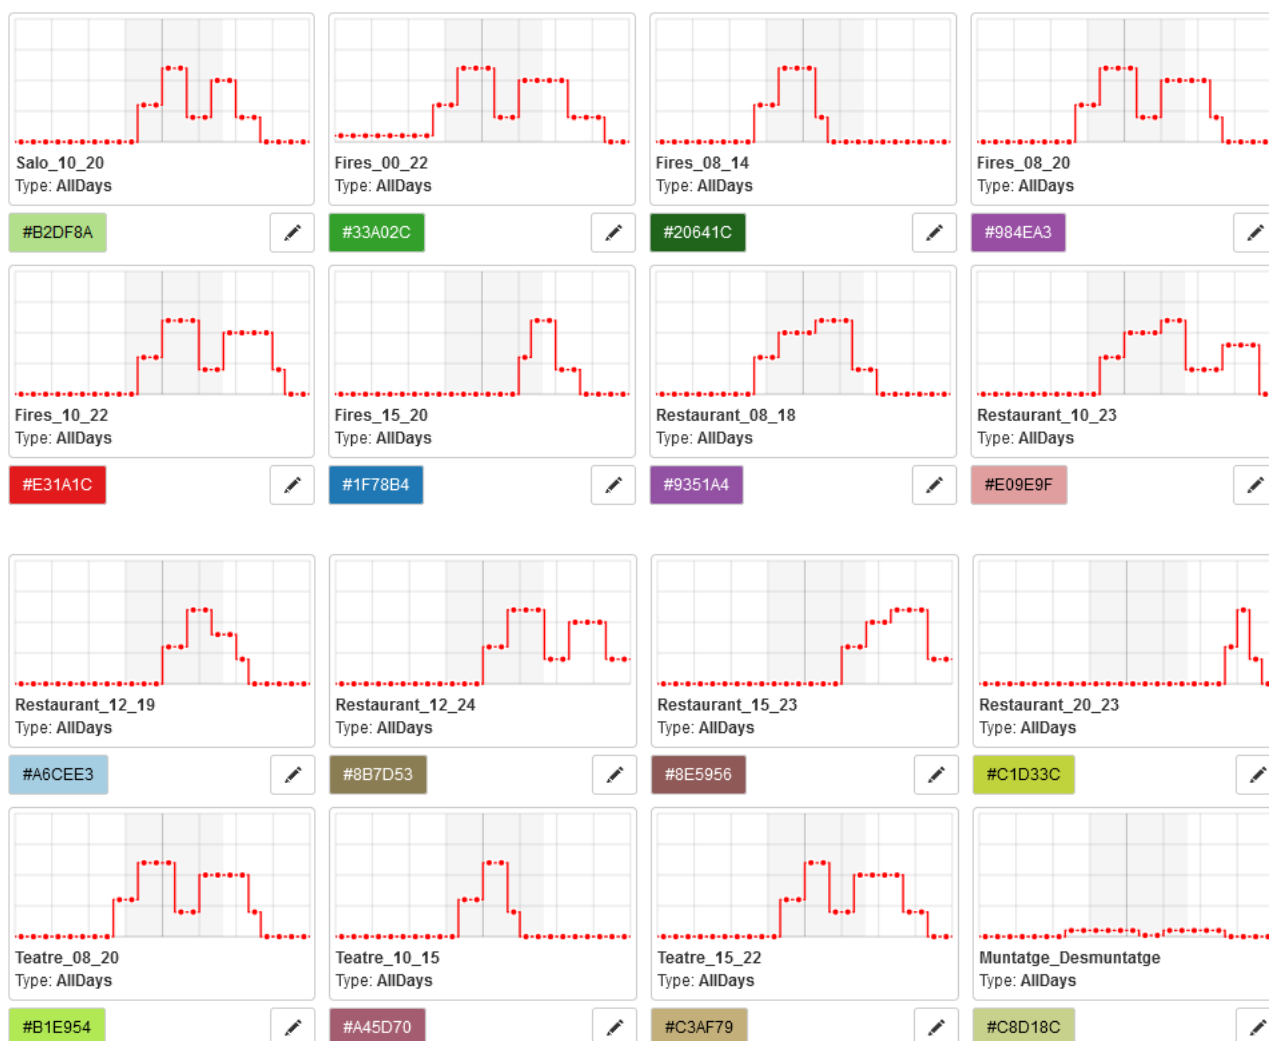 Salo_10_20
Type: AllDays
#B2DF8A
Fires_00_22
Type: AllDays
#33A02C
Fires_08_14
Type: AllDays
#20641C
Fires_08_20
Type: AllDays
#984EA3
Fires_10_22
Type: AllDays
#E31A1C
Fires_15_20
Type: AllDays
#1F78B4
Restaurant_08_18
Type: AllDays
#9351A4
Restaurant_10_23
Type: AllDays
#E09E9F
Restaurant_12_19
Type: AllDays
#A6CEE3
Restaurant_12_24
Type: AllDays
#8B7D53
Restaurant_15_23
Type: AllDays
#8E5956
Restaurant_20_23
Type: AllDays
#C1D33C
Teatre_08_20
Type: AllDays
#B1E954
Teatre_10_15
Type: AllDays
#A45D70
Teatre_15_22
Type: AllDays
#C3AF79
Muntatge_Desmuntatge
Type: AllDays
#C8D18C